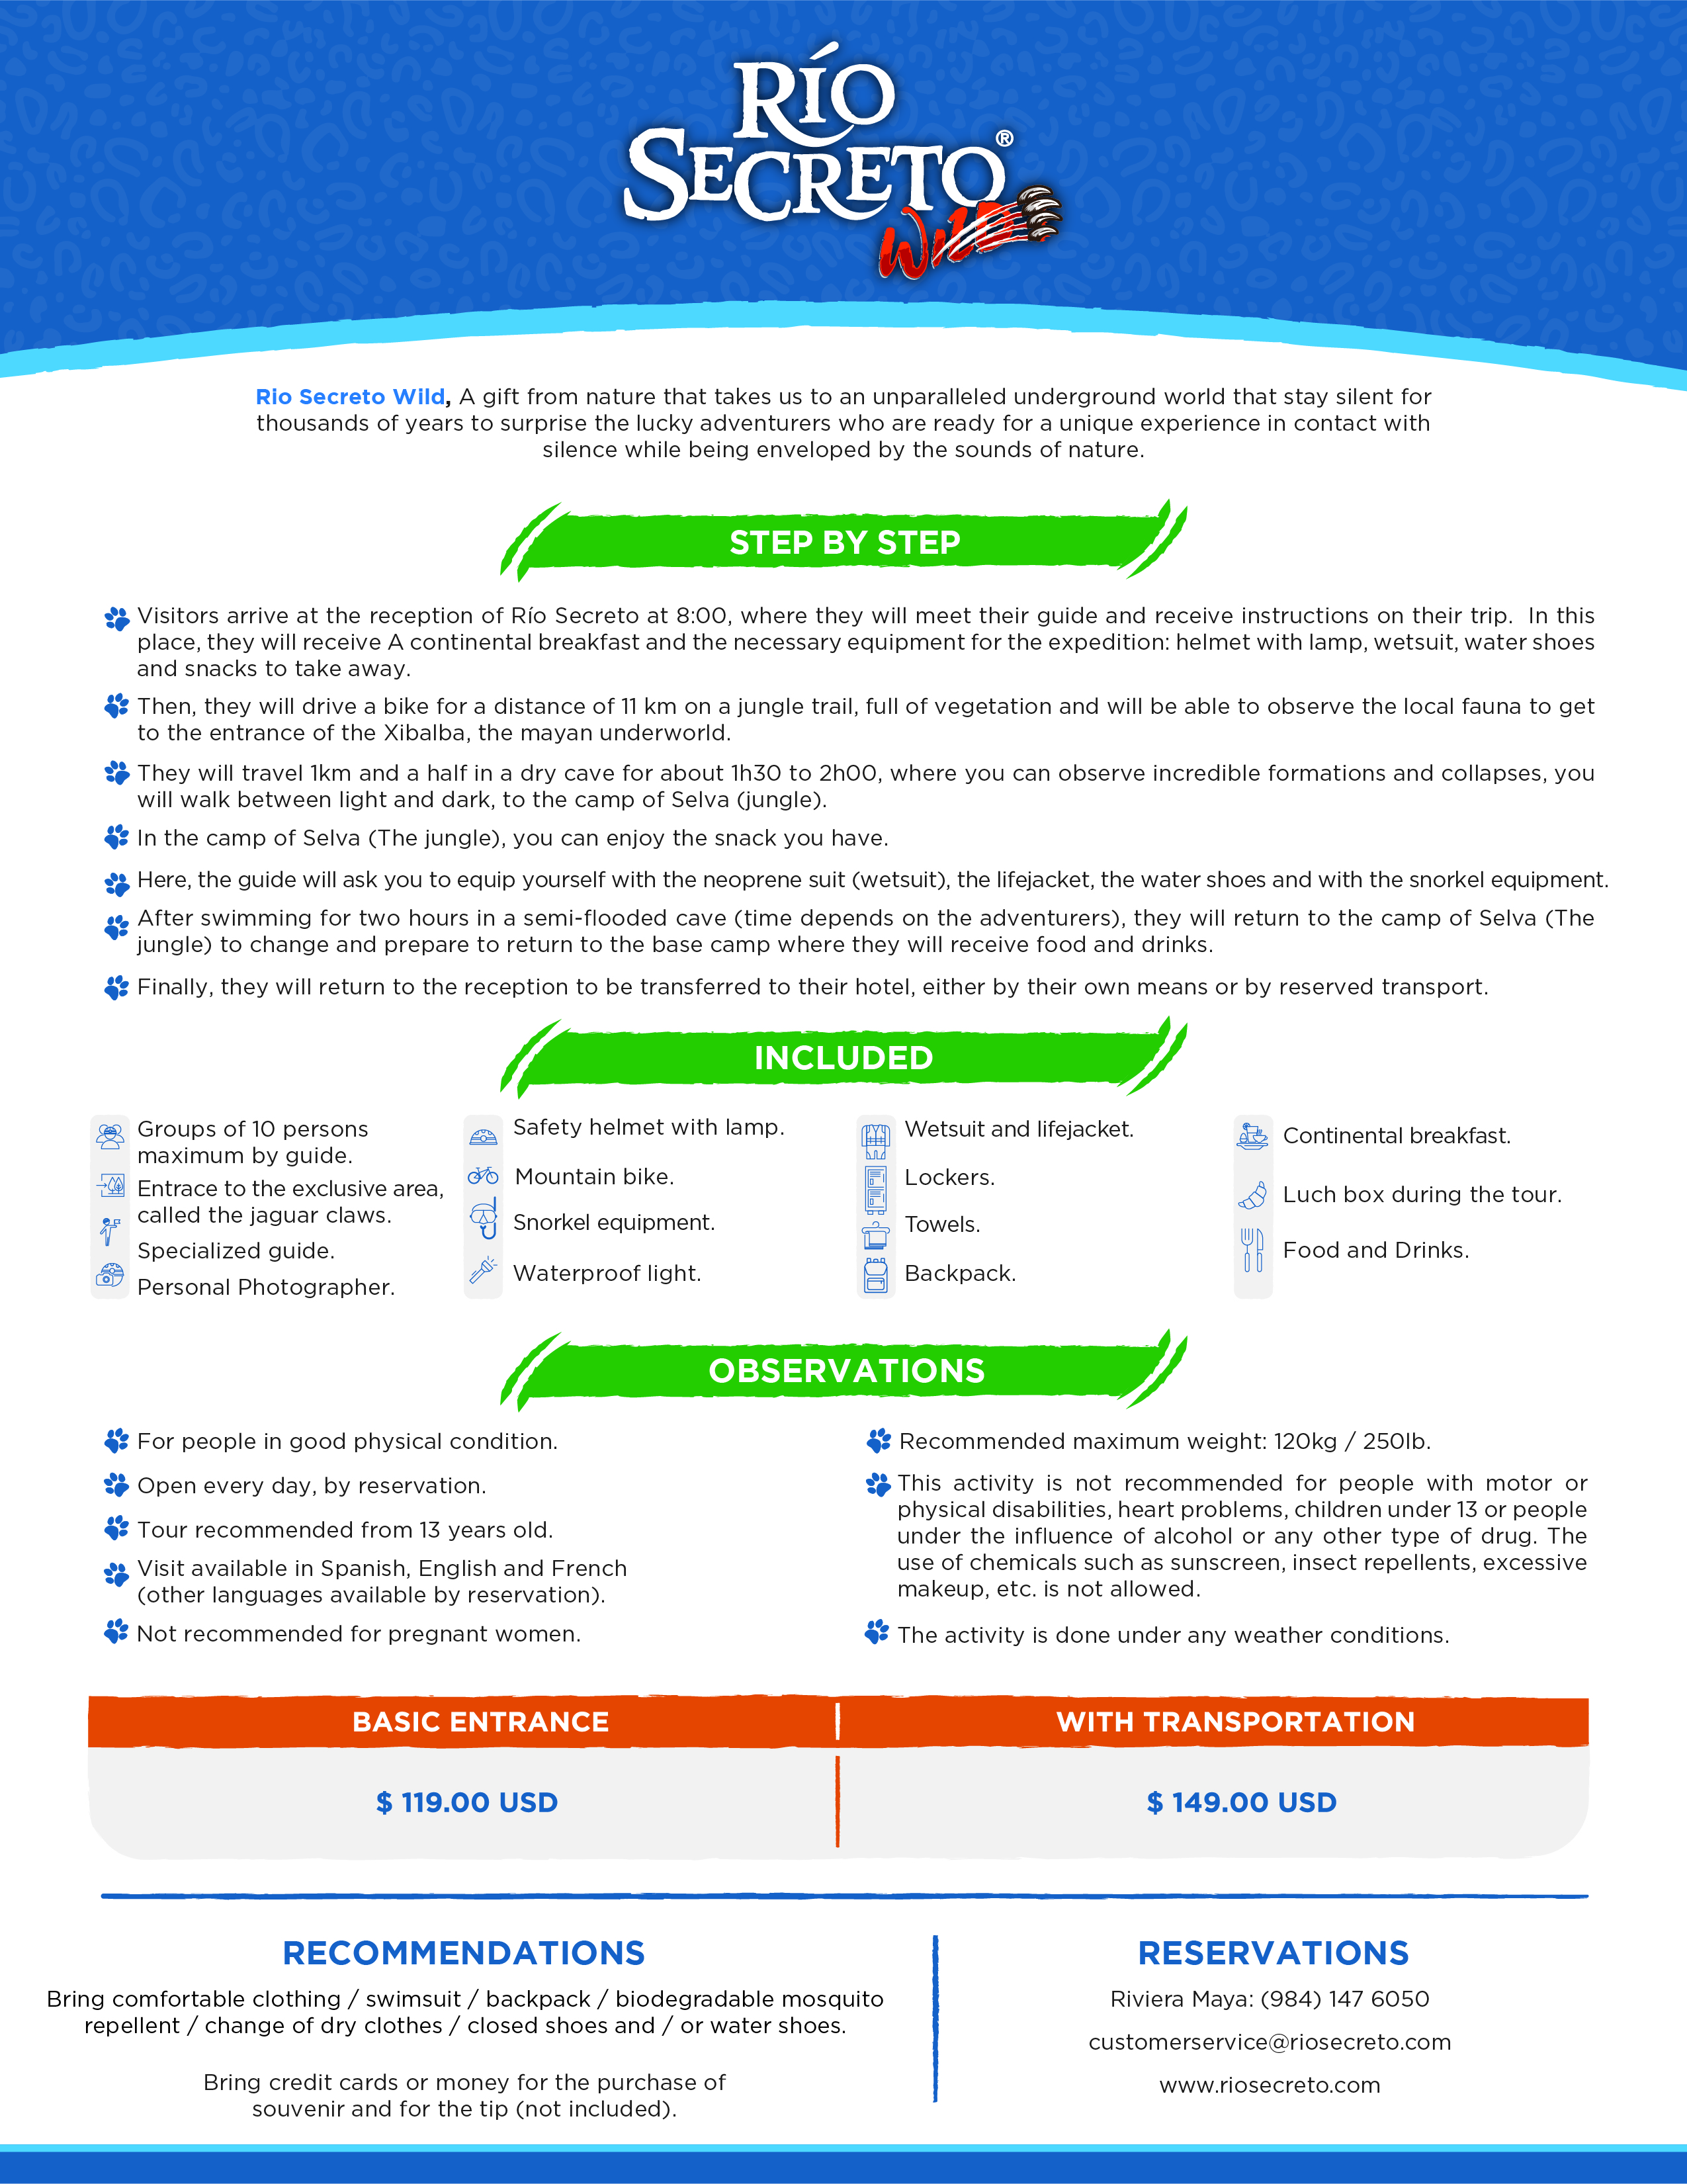 RÍO
SECRETO®
WILD
Rio Secreto Wild, A gift from nature that takes us to an unparalleled underground world that stay silent for
thousands of years to surprise the lucky adventurers who are ready for a unique experience in contact with
silence while being enveloped by the sounds of nature.
STEP BY STEP
Visitors arrive at the reception of Río Secreto at 8:00, where they will meet their guide and receive instructions on their trip. In this
place, they will receive A continental breakfast and the necessary equipment for the expedition: helmet with lamp, wetsuit, water shoes
and snacks to take away.
Then, they will drive a bike for a distance of 11 km on a jungle trail, full of vegetation and will be able to observe the local fauna to get
to the entrance of the Xibalba, the mayan underworld.
They will travel 1km and a half in a dry cave for about 1h30 to 2h00, where you can observe incredible formations and collapses, you
will walk between light and dark, to the camp of Selva (jungle).
In the camp of Selva (The jungle), you can enjoy the snack you have.
Here, the guide will ask you to equip yourself with the neoprene suit (wetsuit), the lifejacket, the water shoes and with the snorkel equipment.
After swimming for two hours in a semi-flooded cave (time depends on the adventurers), they will return to the camp of Selva (The
jungle) to change and prepare to return to the base camp where they will receive food and drinks.
Finally, they will return to the reception to be transferred to their hotel, either by their own means or by reserved transport.
INCLUDED
Groups of 10 persons
maximum by guide.
Entrace to the exclusive area,
called the jaguar claws.
Specialized guide.
Personal Photographer.
Safety helmet with lamp.
Mountain bike.
Snorkel equipment.
Waterproof light.
Wetsuit and lifejacket.
Lockers.
Towels.
Backpack.
Continental breakfast.
Luch box during the tour.
Food and Drinks.
OBSERVATIONS
For people in good physical condition.
Open every day, by reservation.
Tour recommended from 13 years old.
Visit available in Spanish, English and French
(other languages available by reservation).
Not recommended for pregnant women.
Recommended maximum weight: 120kg / 250lb.
This activity is not recommended for people with motor or
physical disabilities, heart problems, children under 13 or people
under the influence of alcohol or any other type of drug. The
use of chemicals such as sunscreen, insect repellents, excessive
makeup, etc. is not allowed.
The activity is done under any weather conditions.
BASIC ENTRANCE
WITH TRANSPORTATION
$ 119.00 USD
$ 149.00 USD
RECOMMENDATIONS
Bring comfortable clothing / swimsuit / backpack / biodegradable mosquito
repellent / change of dry clothes / closed shoes and / or water shoes.
Bring credit cards or money for the purchase of
souvenir and for the tip (not included).
RESERVATIONS
Riviera Maya: (984) 147 6050
customerservice@riosecreto.com
www.riosecreto.com